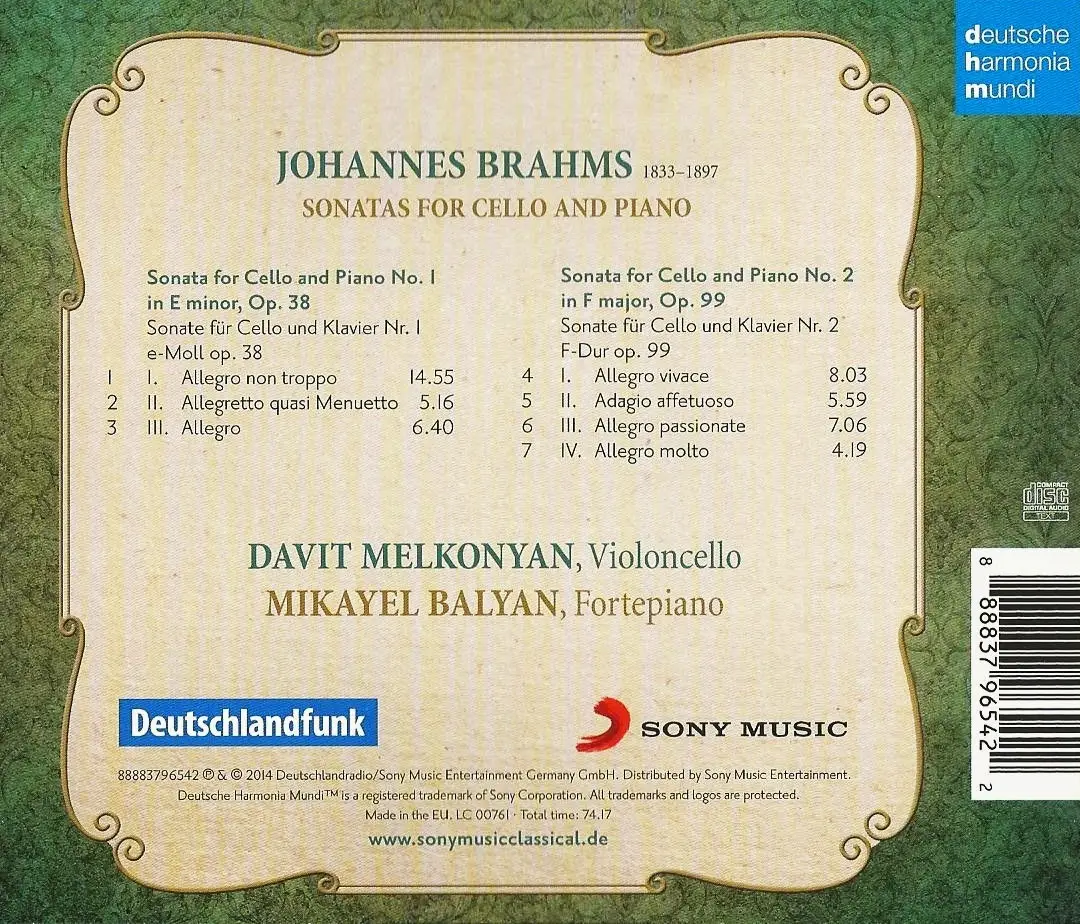 deutsche
harmonia
mundi
JOHANNES BRAHMS 1833–1897
SONATAS FOR CELLO AND PIANO
Sonata for Cello and Piano No. 1
in E minor, Op. 38
Sonate für Cello und Klavier Nr. 1
e-Moll op. 38
1 I. Allegro non troppo 14.55
2 II. Allegretto quasi Menuetto 5.16
3 III. Allegro 6.40
Sonata for Cello and Piano No. 2
in F major, Op. 99
Sonate für Cello und Klavier Nr. 2
F-Dur op. 99
4 I. Allegro vivace 8.03
5 II. Adagio affetuoso 5.59
6 III. Allegro passionate 7.06
7 IV. Allegro molto 4.19
COMPACT
disc
DIGITAL AUDIO
TEXT
DAVIT MELKONYAN, Violoncello
MIKAYEL BALYAN, Fortepiano
8 88837 96542 2
Deutschlandfunk
SONY MUSIC
88883796542 ℗ & © 2014 Deutschlandradio/Sony Music Entertainment Germany GmbH. Distributed by Sony Music Entertainment.
Deutsche Harmonia Mundi™ is a registered trademark of Sony Corporation. All trademarks and logos are protected.
Made in the EU. LC 00761 · Total time: 74.17
www.sonymusicclassical.de